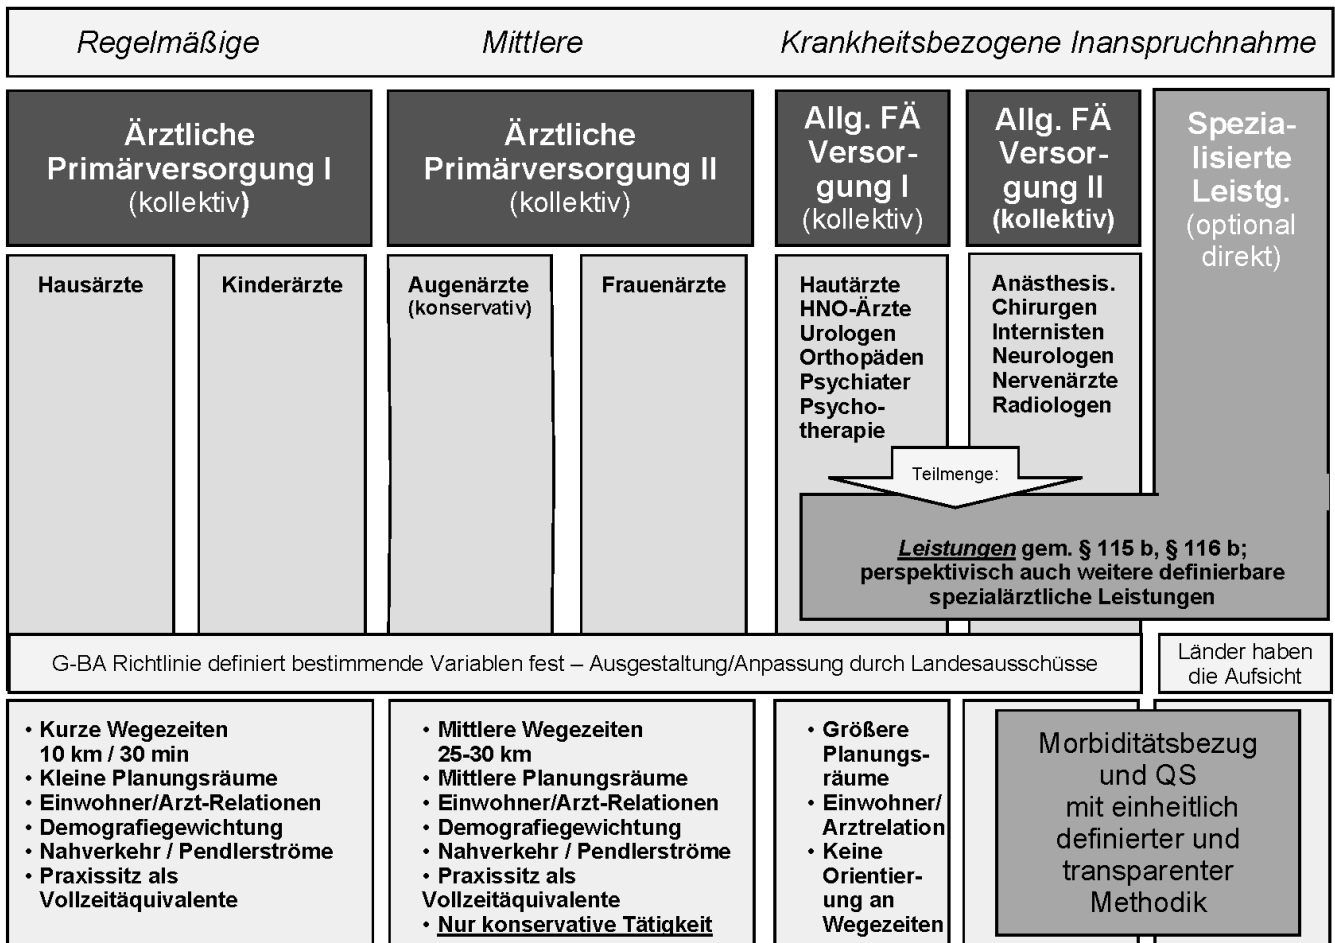 Regelmäßige
Mittlere
Krankheitsbezogene Inanspruchnahme
Ärztliche
Primärversorgung I
(kollektiv)
Ärztliche
Primärversorgung II
(kollektiv)
Allg. FÄ
Versor-
gung I
(kollektiv)
Allg. FÄ
Versor-
gung II
(kollektiv)
Spezia-
lisierte
Leistg.
(optional
direkt)
Hausärzte
Kinderärzte
Augenärzte
(konservativ)
Frauenärzte
Hautärzte
HNO-Ärzte
Urologen
Orthopäden
Psychiater
Psycho-
therapie
Anästhesis.
Chirurgen
Internisten
Neurologen
Nervenärzte
Radiologen
Teilmenge:
Leistungen gem. § 115 b, § 116 b;
perspektivisch auch weitere definierbare
spezialärztliche Leistungen
G-BA Richtlinie definiert bestimmende Variablen fest – Ausgestaltung/Anpassung durch Landesausschüsse
Länder haben
die Aufsicht
• Kurze Wegezeiten
10 km / 30 min
• Kleine Planungsräume
• Einwohner/Arzt-Relationen
• Demografiegewichtung
• Nahverkehr / Pendlerströme
• Praxissitz als
Vollzeitäquivalente
• Mittlere Wegezeiten
25-30 km
• Mittlere Planungsräume
• Einwohner/Arzt-Relationen
• Demografiegewichtung
• Nahverkehr / Pendlerströme
• Praxissitz als
Vollzeitäquivalente
• Nur konservative Tätigkeit
• Größere
Planungs-
räume
• Einwohner/
Arztrelation
• Keine
Orientier-
ung an
Wegezeiten
Morbiditätsbezug
und QS
mit einheitlich
definierter und
transparenter
Methodik